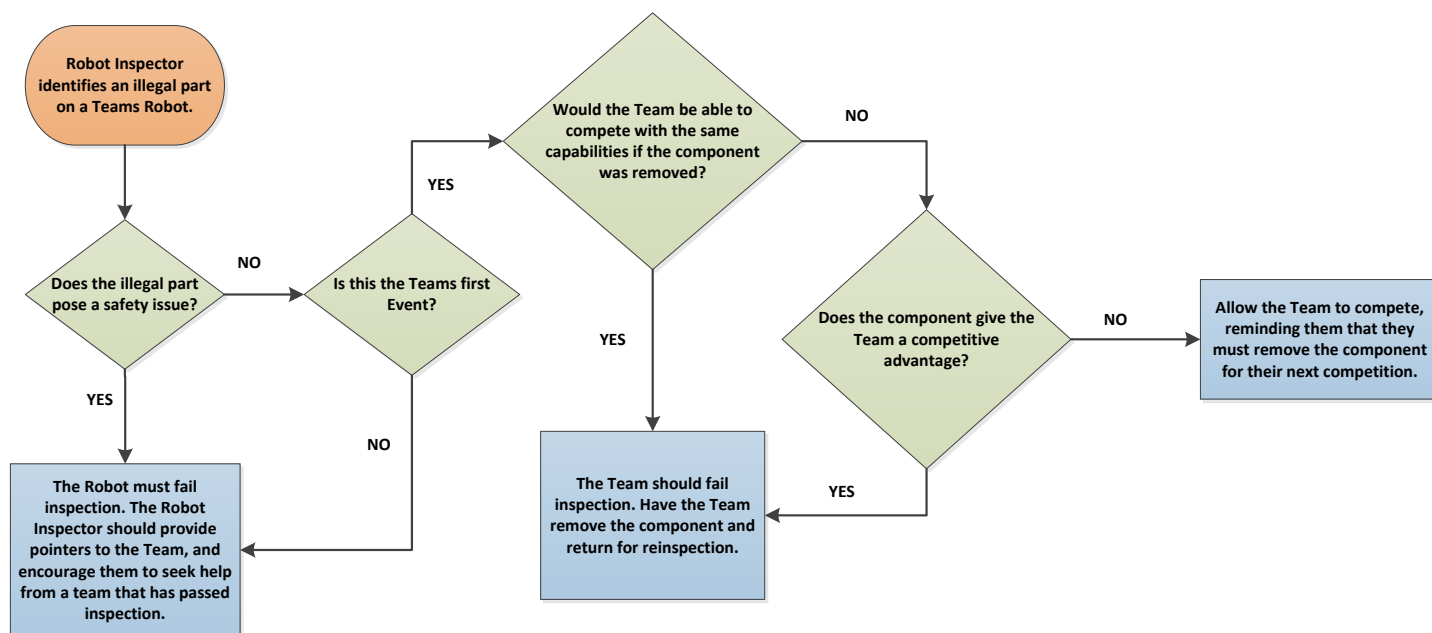 Robot Inspector
identifies an illegal part
on a Teams Robot.
Does the illegal part
pose a safety issue?
NO
YES
Is this the Teams first
Event?
YES
NO
The Robot must fail
inspection. The Robot
Inspector should provide
pointers to the Team, and
encourage them to seek help
from a team that has passed
inspection.
Would the Team be able to
compete with the same
capabilities if the component
was removed?
NO
YES
Does the component give the
Team a competitive
advantage?
NO
YES
The Team should fail
inspection. Have the Team
remove the component and
return for reinspection.
Allow the Team to compete,
reminding them that they
must remove the component
for their next competition.